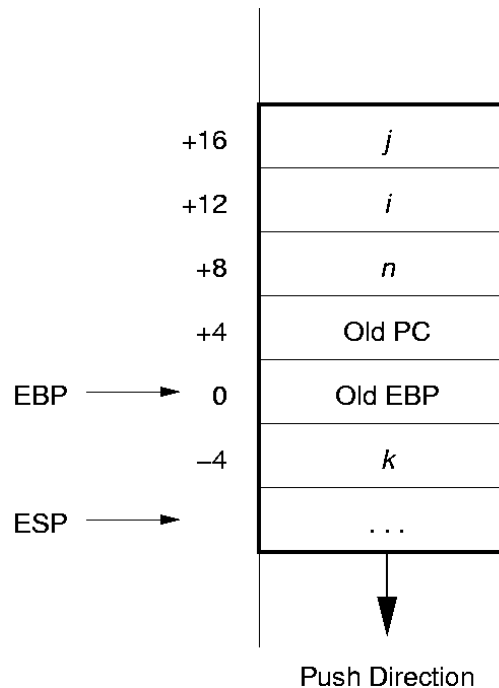 +16 j
+12 i
+8 n
+4 Old PC
EBP 0 Old EBP
–4 k
ESP . . .
Push Direction